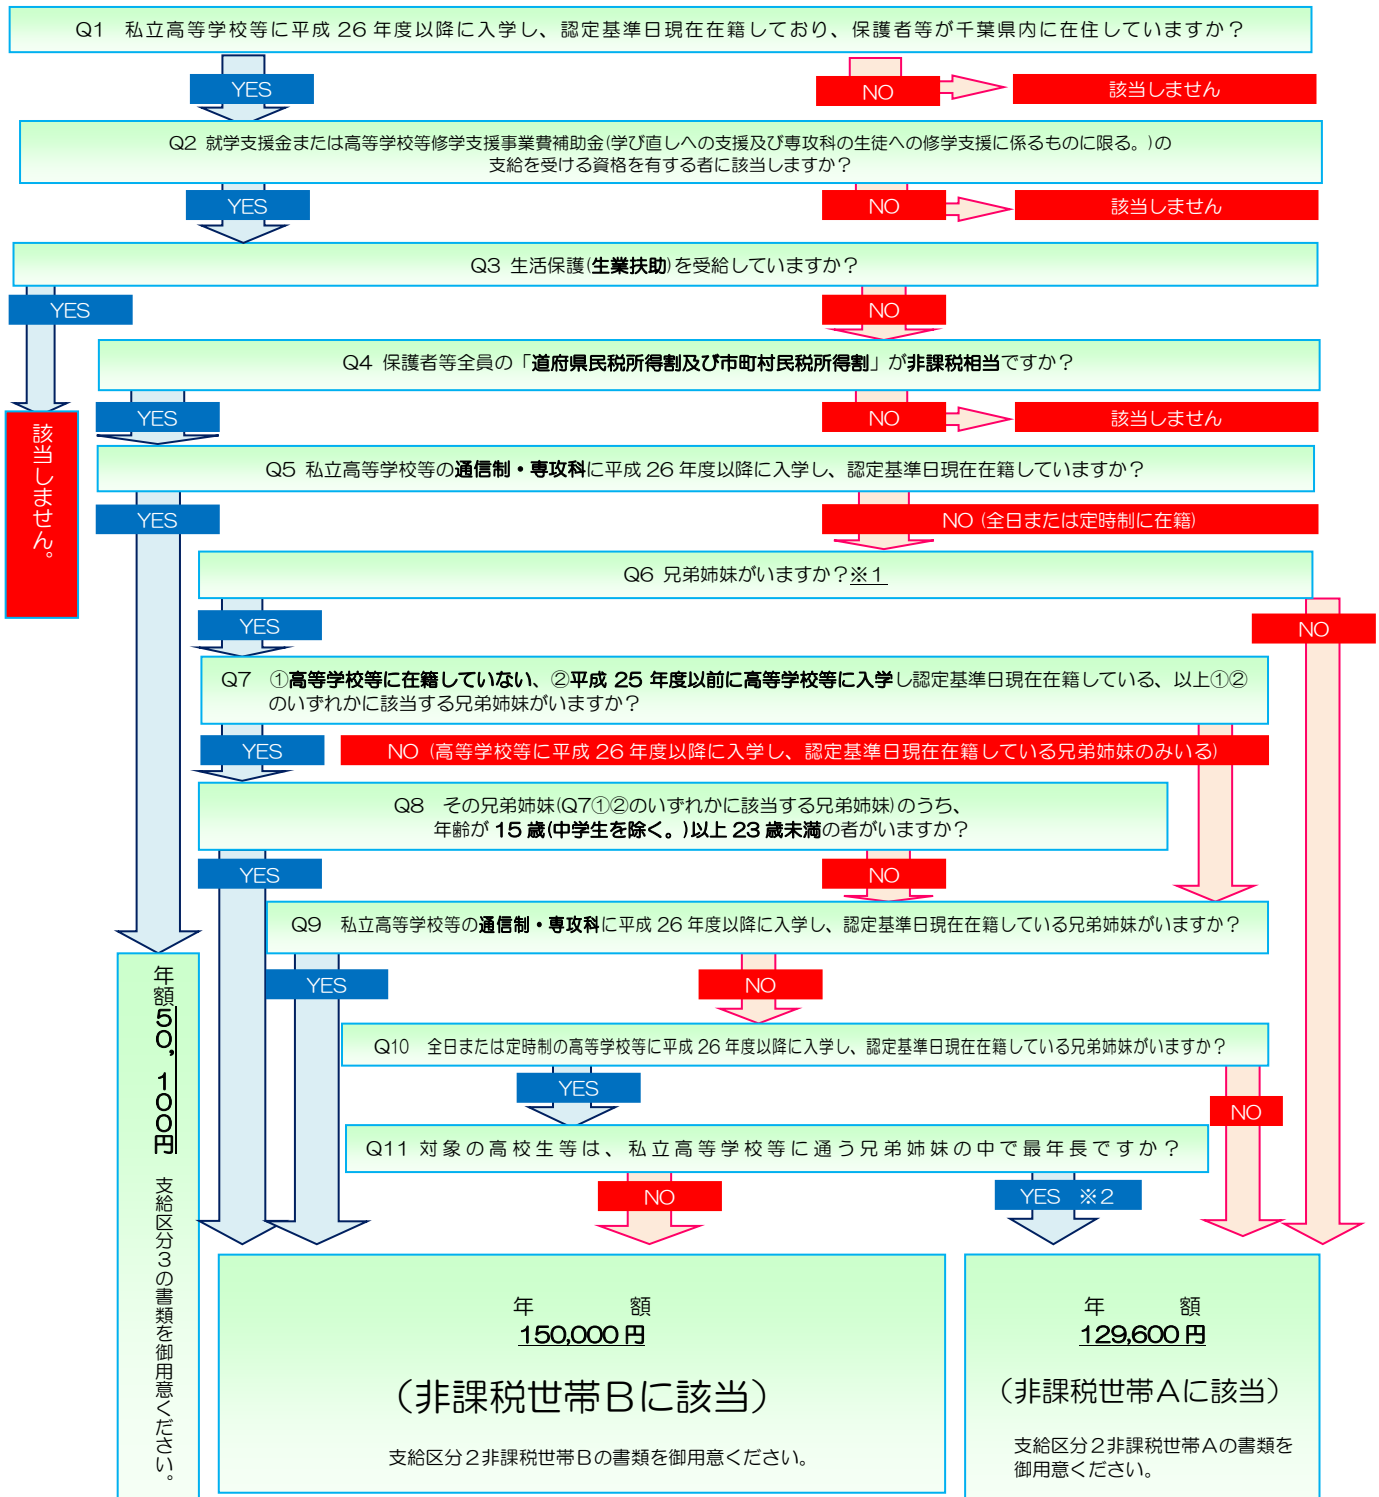 Q1 私立高等学校等に平成 26 年度以降に入学し、認定基準日現在在籍しており、保護者等が千葉県内に在住していますか？
YES
NO
該当しません
Q2 就学支援金または高等学校等修学支援事業費補助金(学び直しへの支援及び専攻科の生徒への修学支援に係るものに限る。)の
支給を受ける資格を有する者に該当しますか？
YES
NO
該当しません
Q3 生活保護(生業扶助)を受給していますか？
YES
NO
Q4 保護者等全員の「道府県民税所得割及び市町村民税所得割」が非課税相当ですか？
YES
NO
該当しません
該当しません。
Q5 私立高等学校等の通信制・専攻科に平成 26 年度以降に入学し、認定基準日現在在籍していますか？
YES
NO (全日または定時制に在籍)
Q6 兄弟姉妹がいますか？※１
YES
NO
Q7 ①高等学校等に在籍していない、②平成 25 年度以前に高等学校等に入学し認定基準日現在在籍している、以上①②
のいずれかに該当する兄弟姉妹がいますか？
YES
NO (高等学校等に平成 26 年度以降に入学し、認定基準日現在在籍している兄弟姉妹のみいる)
Q8 その兄弟姉妹(Q7①②のいずれかに該当する兄弟姉妹)のうち、
年齢が 15 歳(中学生を除く。)以上 23 歳未満の者がいますか？
YES
NO
Q9 私立高等学校等の通信制・専攻科に平成 26 年度以降に入学し、認定基準日現在在籍している兄弟姉妹がいますか？
YES
NO
Q10 全日または定時制の高等学校等に平成 26 年度以降に入学し、認定基準日現在在籍している兄弟姉妹がいますか？
YES
NO
Q11 対象の高校生等は、私立高等学校等に通う兄弟姉妹の中で最年長ですか？
NO
YES ※2
年額５０，１００円 支給区分３の書類を御用意ください。
年 額
150,000 円
（非課税世帯Ｂに該当）
支給区分２非課税世帯Ｂの書類を御用意ください。
年 額
129,600 円
（非課税世帯Ａに該当）
支給区分２非課税世帯Ａの書類を
御用意ください。